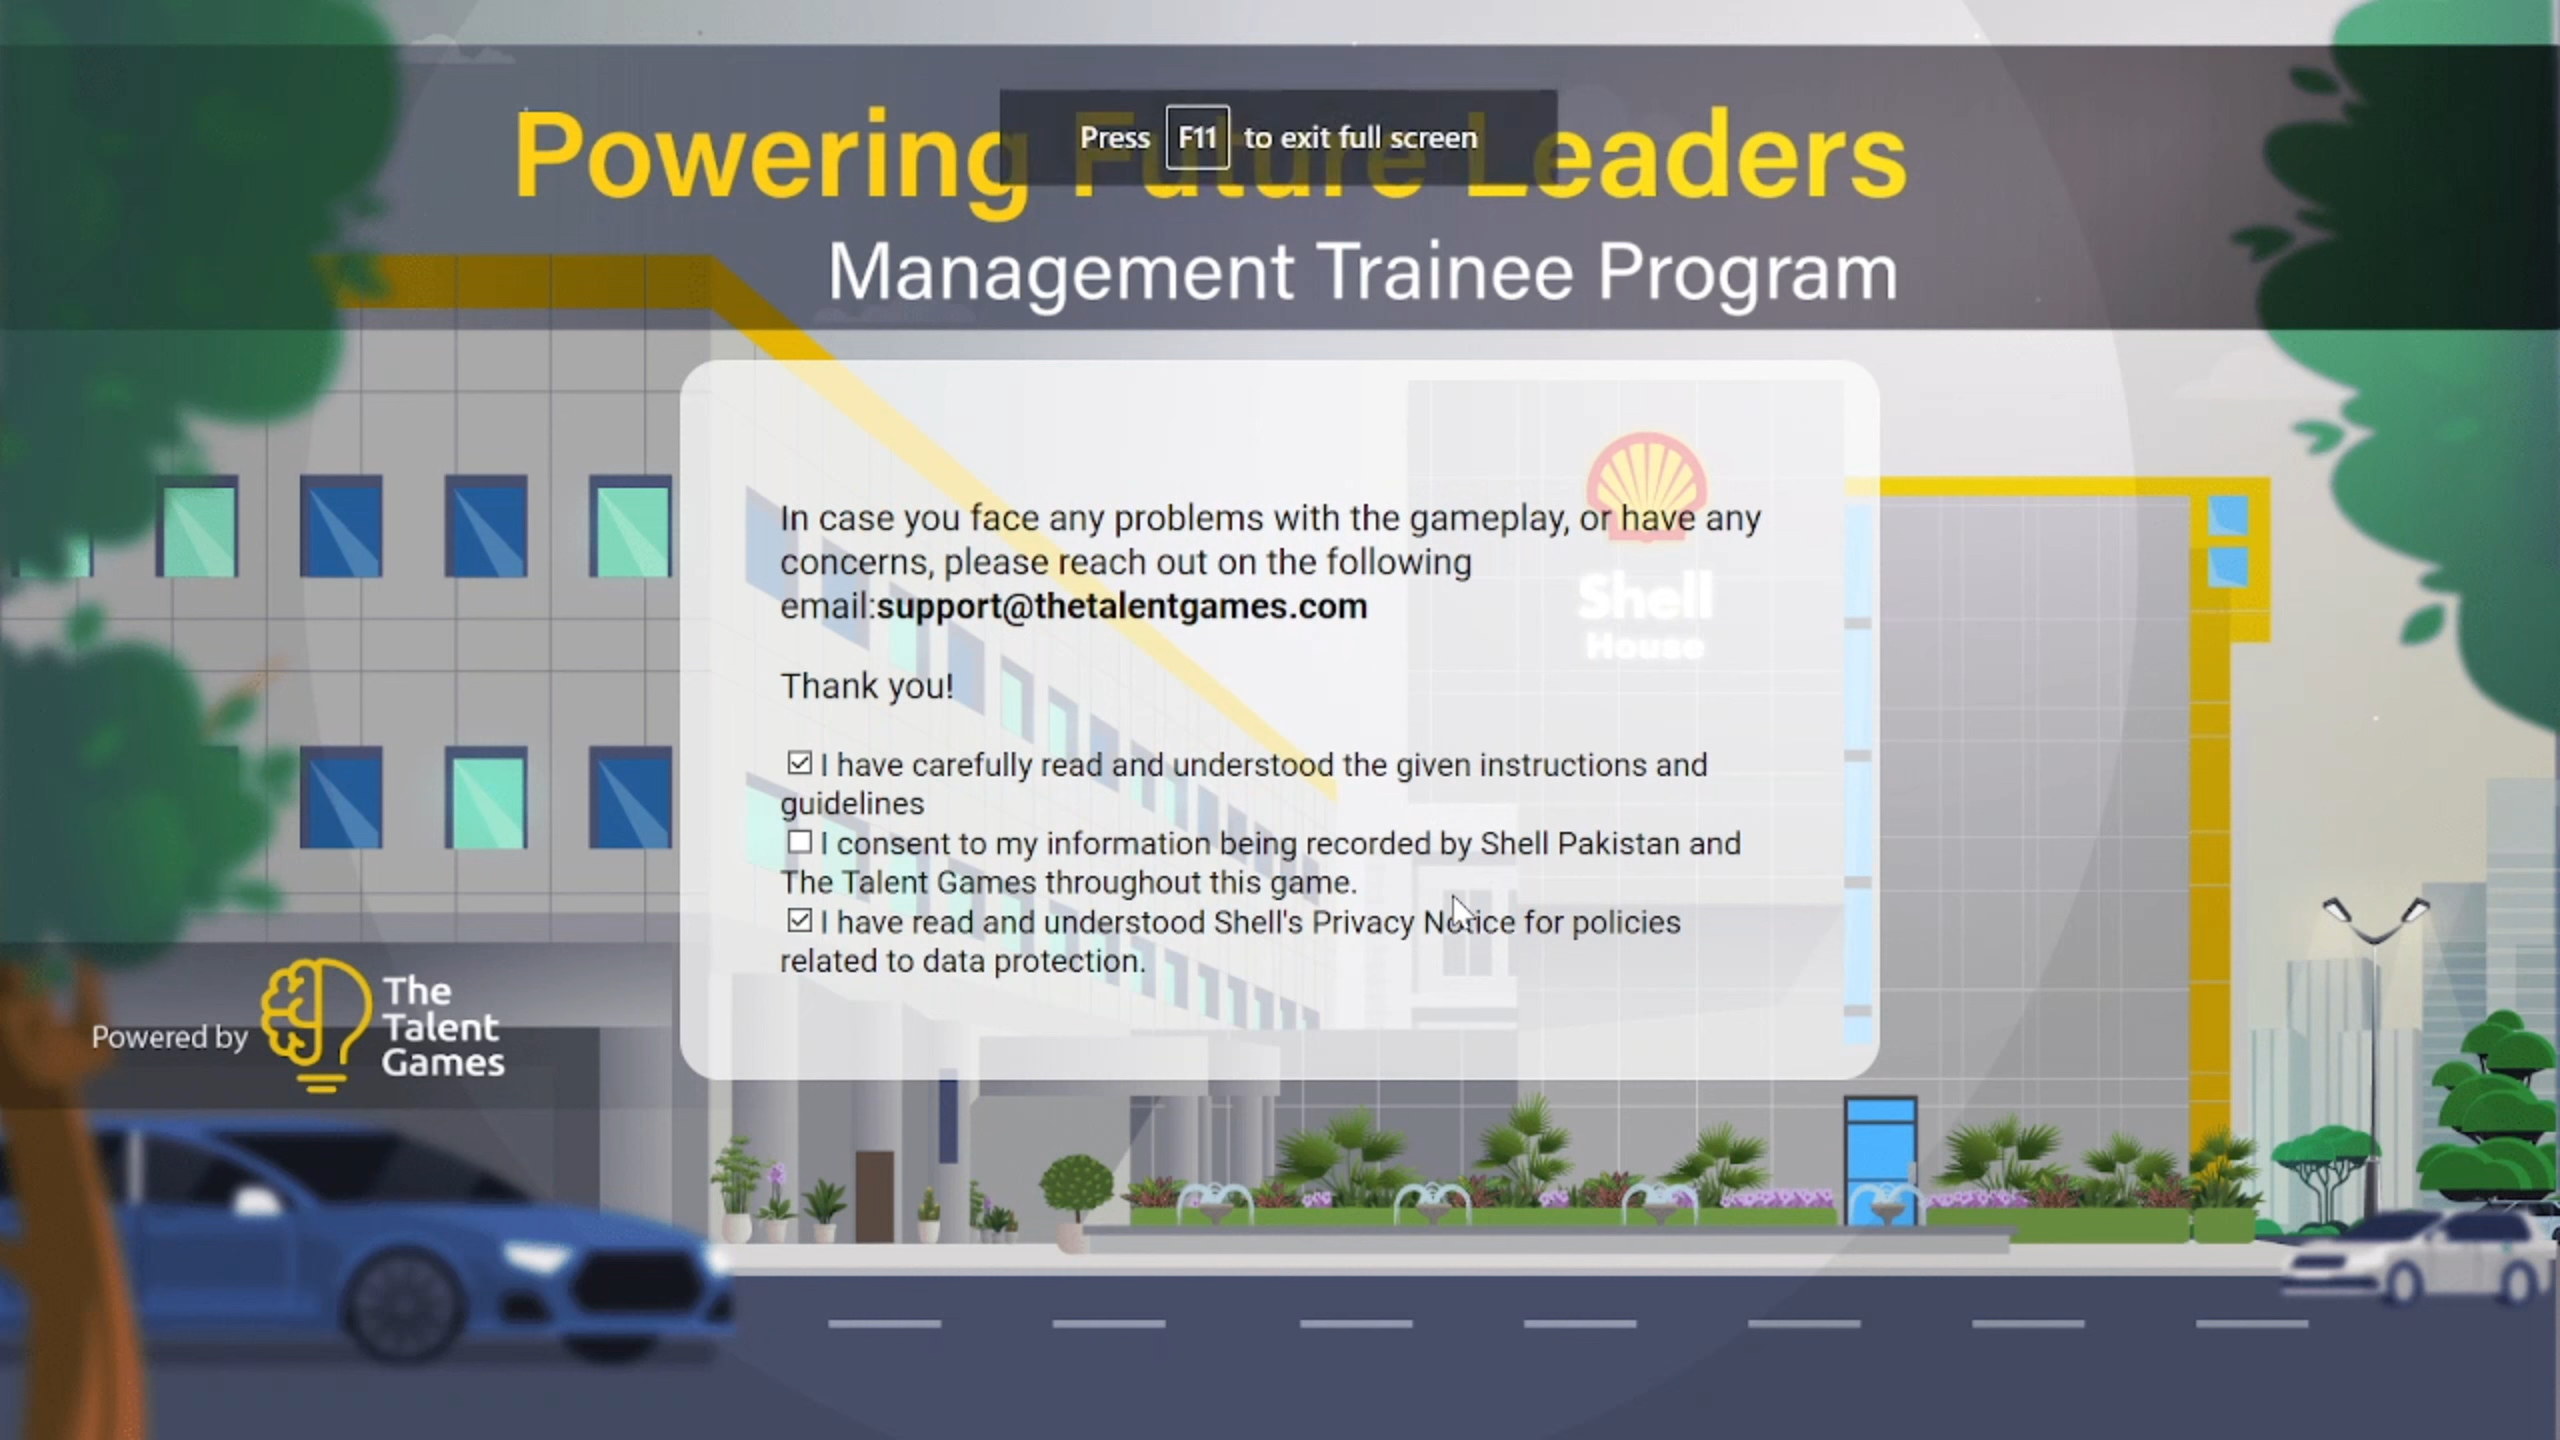 Powering Future Leaders
Press F11 to exit full screen
Management Trainee Program
In case you face any problems with the gameplay, or have any
concerns, please reach out on the following
email:support@thetalentgames.com
Shell
House
Thank you!
I have carefully read and understood the given instructions and
guidelines
I consent to my information being recorded by Shell Pakistan and
The Talent Games throughout this game.
I have read and understood Shell's Privacy Notice for policies
related to data protection.
Powered by
The
Talent
Games